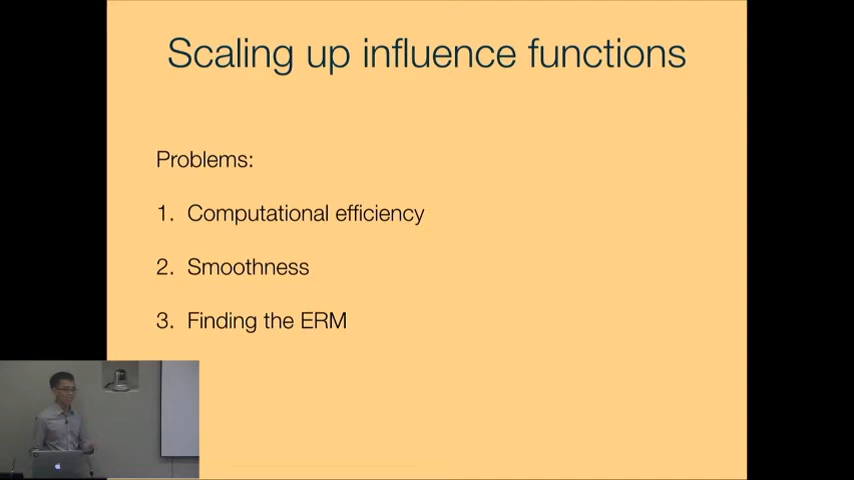 Scaling up influence functions
Problems:
1. Computational efficiency
2. Smoothness
3. Finding the ERM